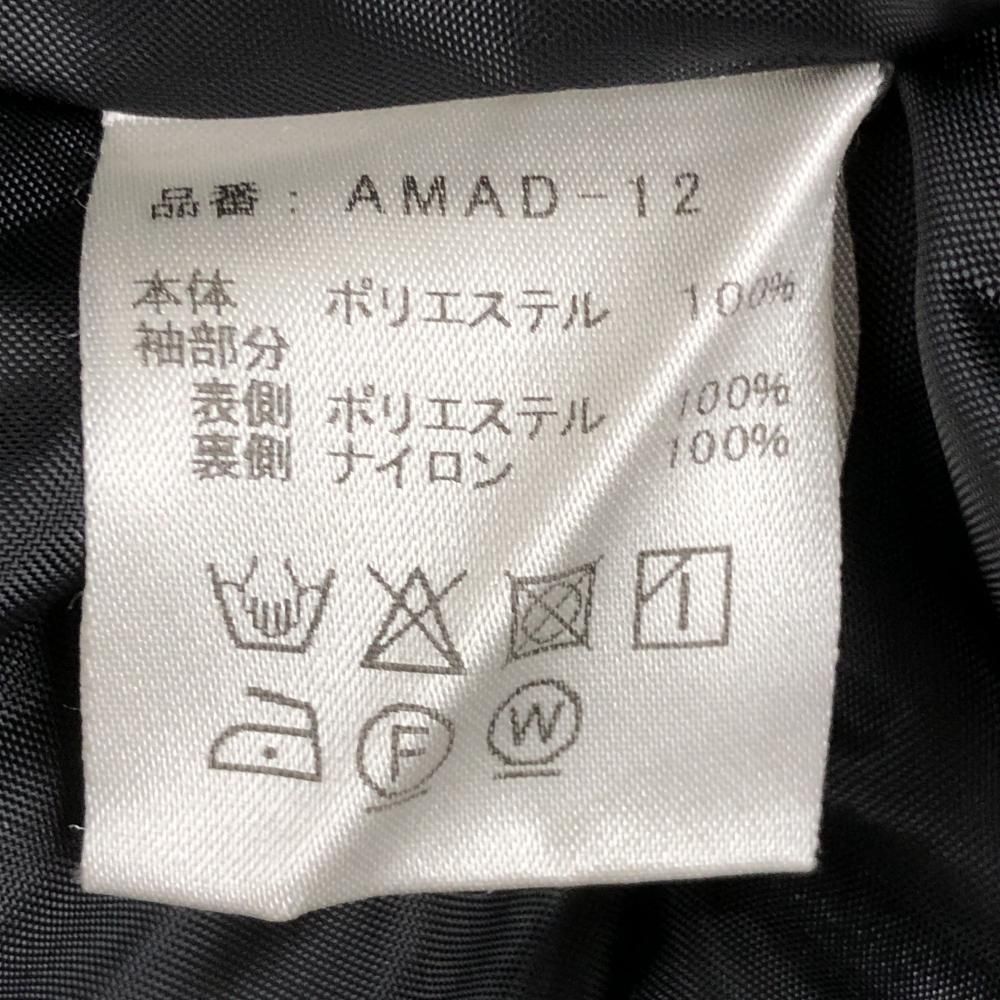 品番: AMAD-12
本体 ポリエステル 100%
袖部分
表側 ポリエステル 100%
裏側 ナイロン 100%
F W